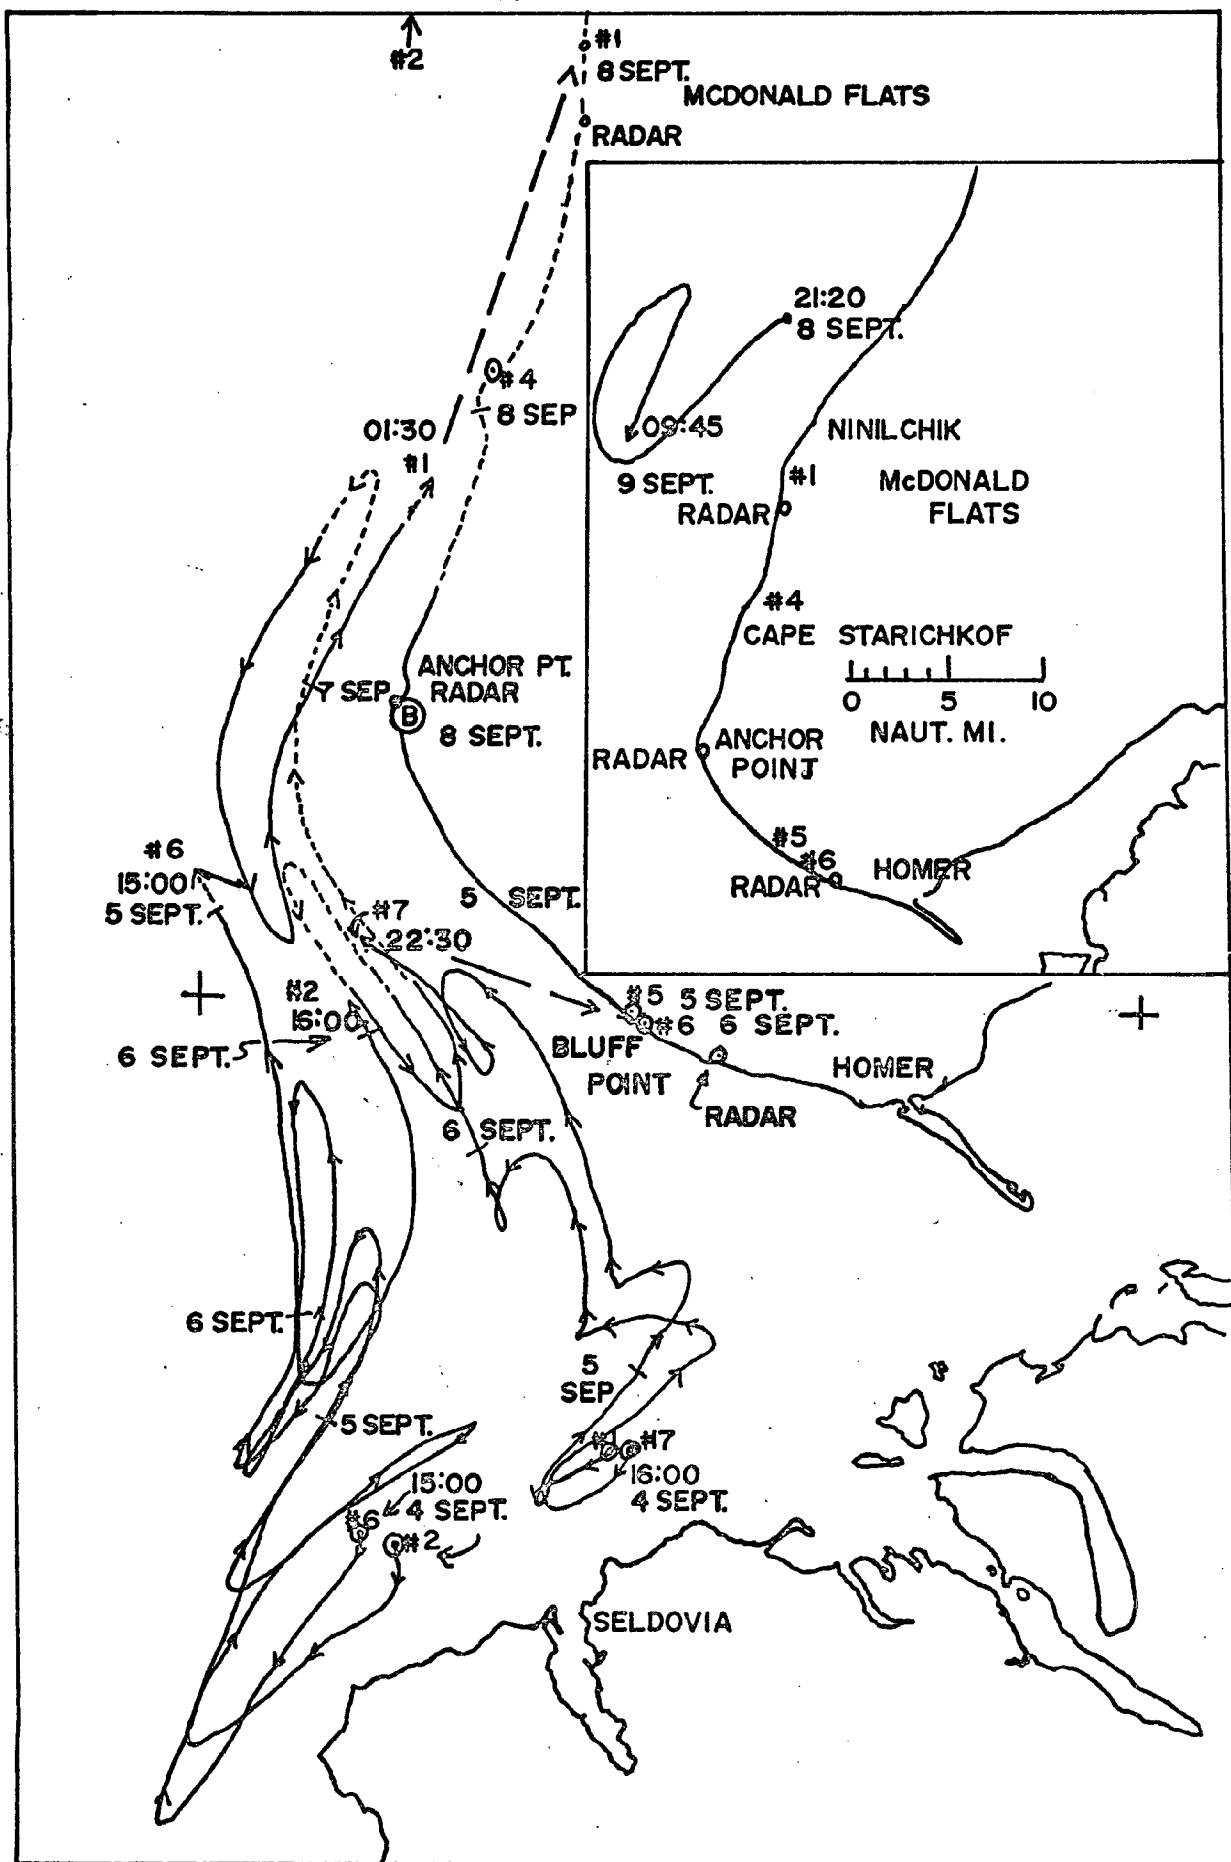 #2
#1
8 SEPT.
MCDONALD FLATS
RADAR
#4
8 SEP
01:30
#1
ANCHOR PT.
RADAR
7 SEP.
B
8 SEPT.
#6
15:00
5 SEPT.
5 SEPT.
#7
22:30
#2
16:00
6 SEPT.
#5 5 SEPT.
#6 6 SEPT.
BLUFF
POINT
HOMER
RADAR
6 SEPT.
6 SEPT.
5
SEP
5 SEPT.
#1
#7
16:00
4 SEPT.
15:00
4 SEPT.
#6
#2
SELDOVIA
21:20
8 SEPT.
09:45
9 SEPT.
NINILCHIK
#1
McDONALD
FLATS
RADAR
#4
CAPE STARICHKOF
0 5 10
NAUT. MI.
RADAR
ANCHOR
POINT
#5
#6
RADAR
HOMER